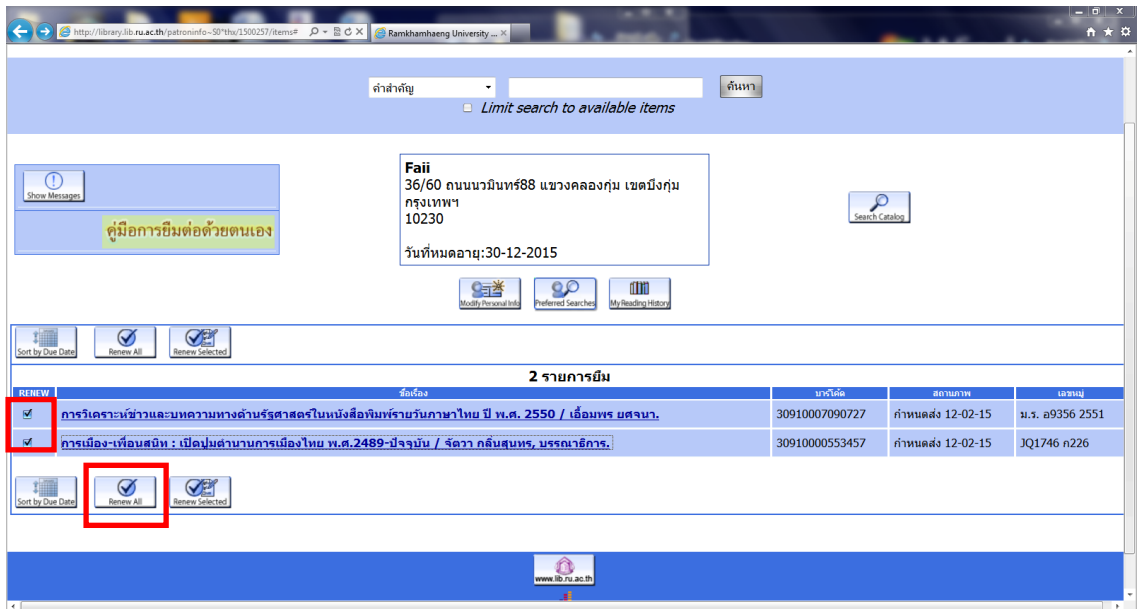 http://library.lib.ru.ac.th/patroninfo~S0*thx/1500257/items#
Ramkhamhaeng University ...
คำสำคัญ
ค้นหา
Limit search to available items
Show Messages
คู่มือการยืมต่อด้วยตนเอง
Faii
36/60 ถนนนวมินทร์88 แขวงคลองกุ่ม เขตบึงกุ่ม
กรุงเทพฯ
10230
วันที่หมดอายุ:30-12-2015
Search Catalog
Modify Personal Info
Preferred Searches
My Reading History
Sort by Due Date
Renew All
Renew Selected
2 รายการยืม
RENEW ชื่อเรื่อง บาร์โค้ด สถานภาพ เลขหมู่
การวิเคราะห์ข่าวและบทความทางด้านรัฐศาสตร์ในหนังสือพิมพ์รายวันภาษาไทย ปี พ.ศ. 2550 / เอื้อมพร ยศจนา. 30910007090727 กำหนดส่ง 12-02-15 ม.ร. อ9356 2551
การเมือง-เพื่อนสนิท : เปิดปูมตำนานการเมืองไทย พ.ศ.2489-ปัจจุบัน / จัตวา กลิ่นสุนทร, บรรณาธิการ. 30910000553457 กำหนดส่ง 12-02-15 JQ1746 ก226
Sort by Due Date
Renew All
Renew Selected
www.lib.ru.ac.th